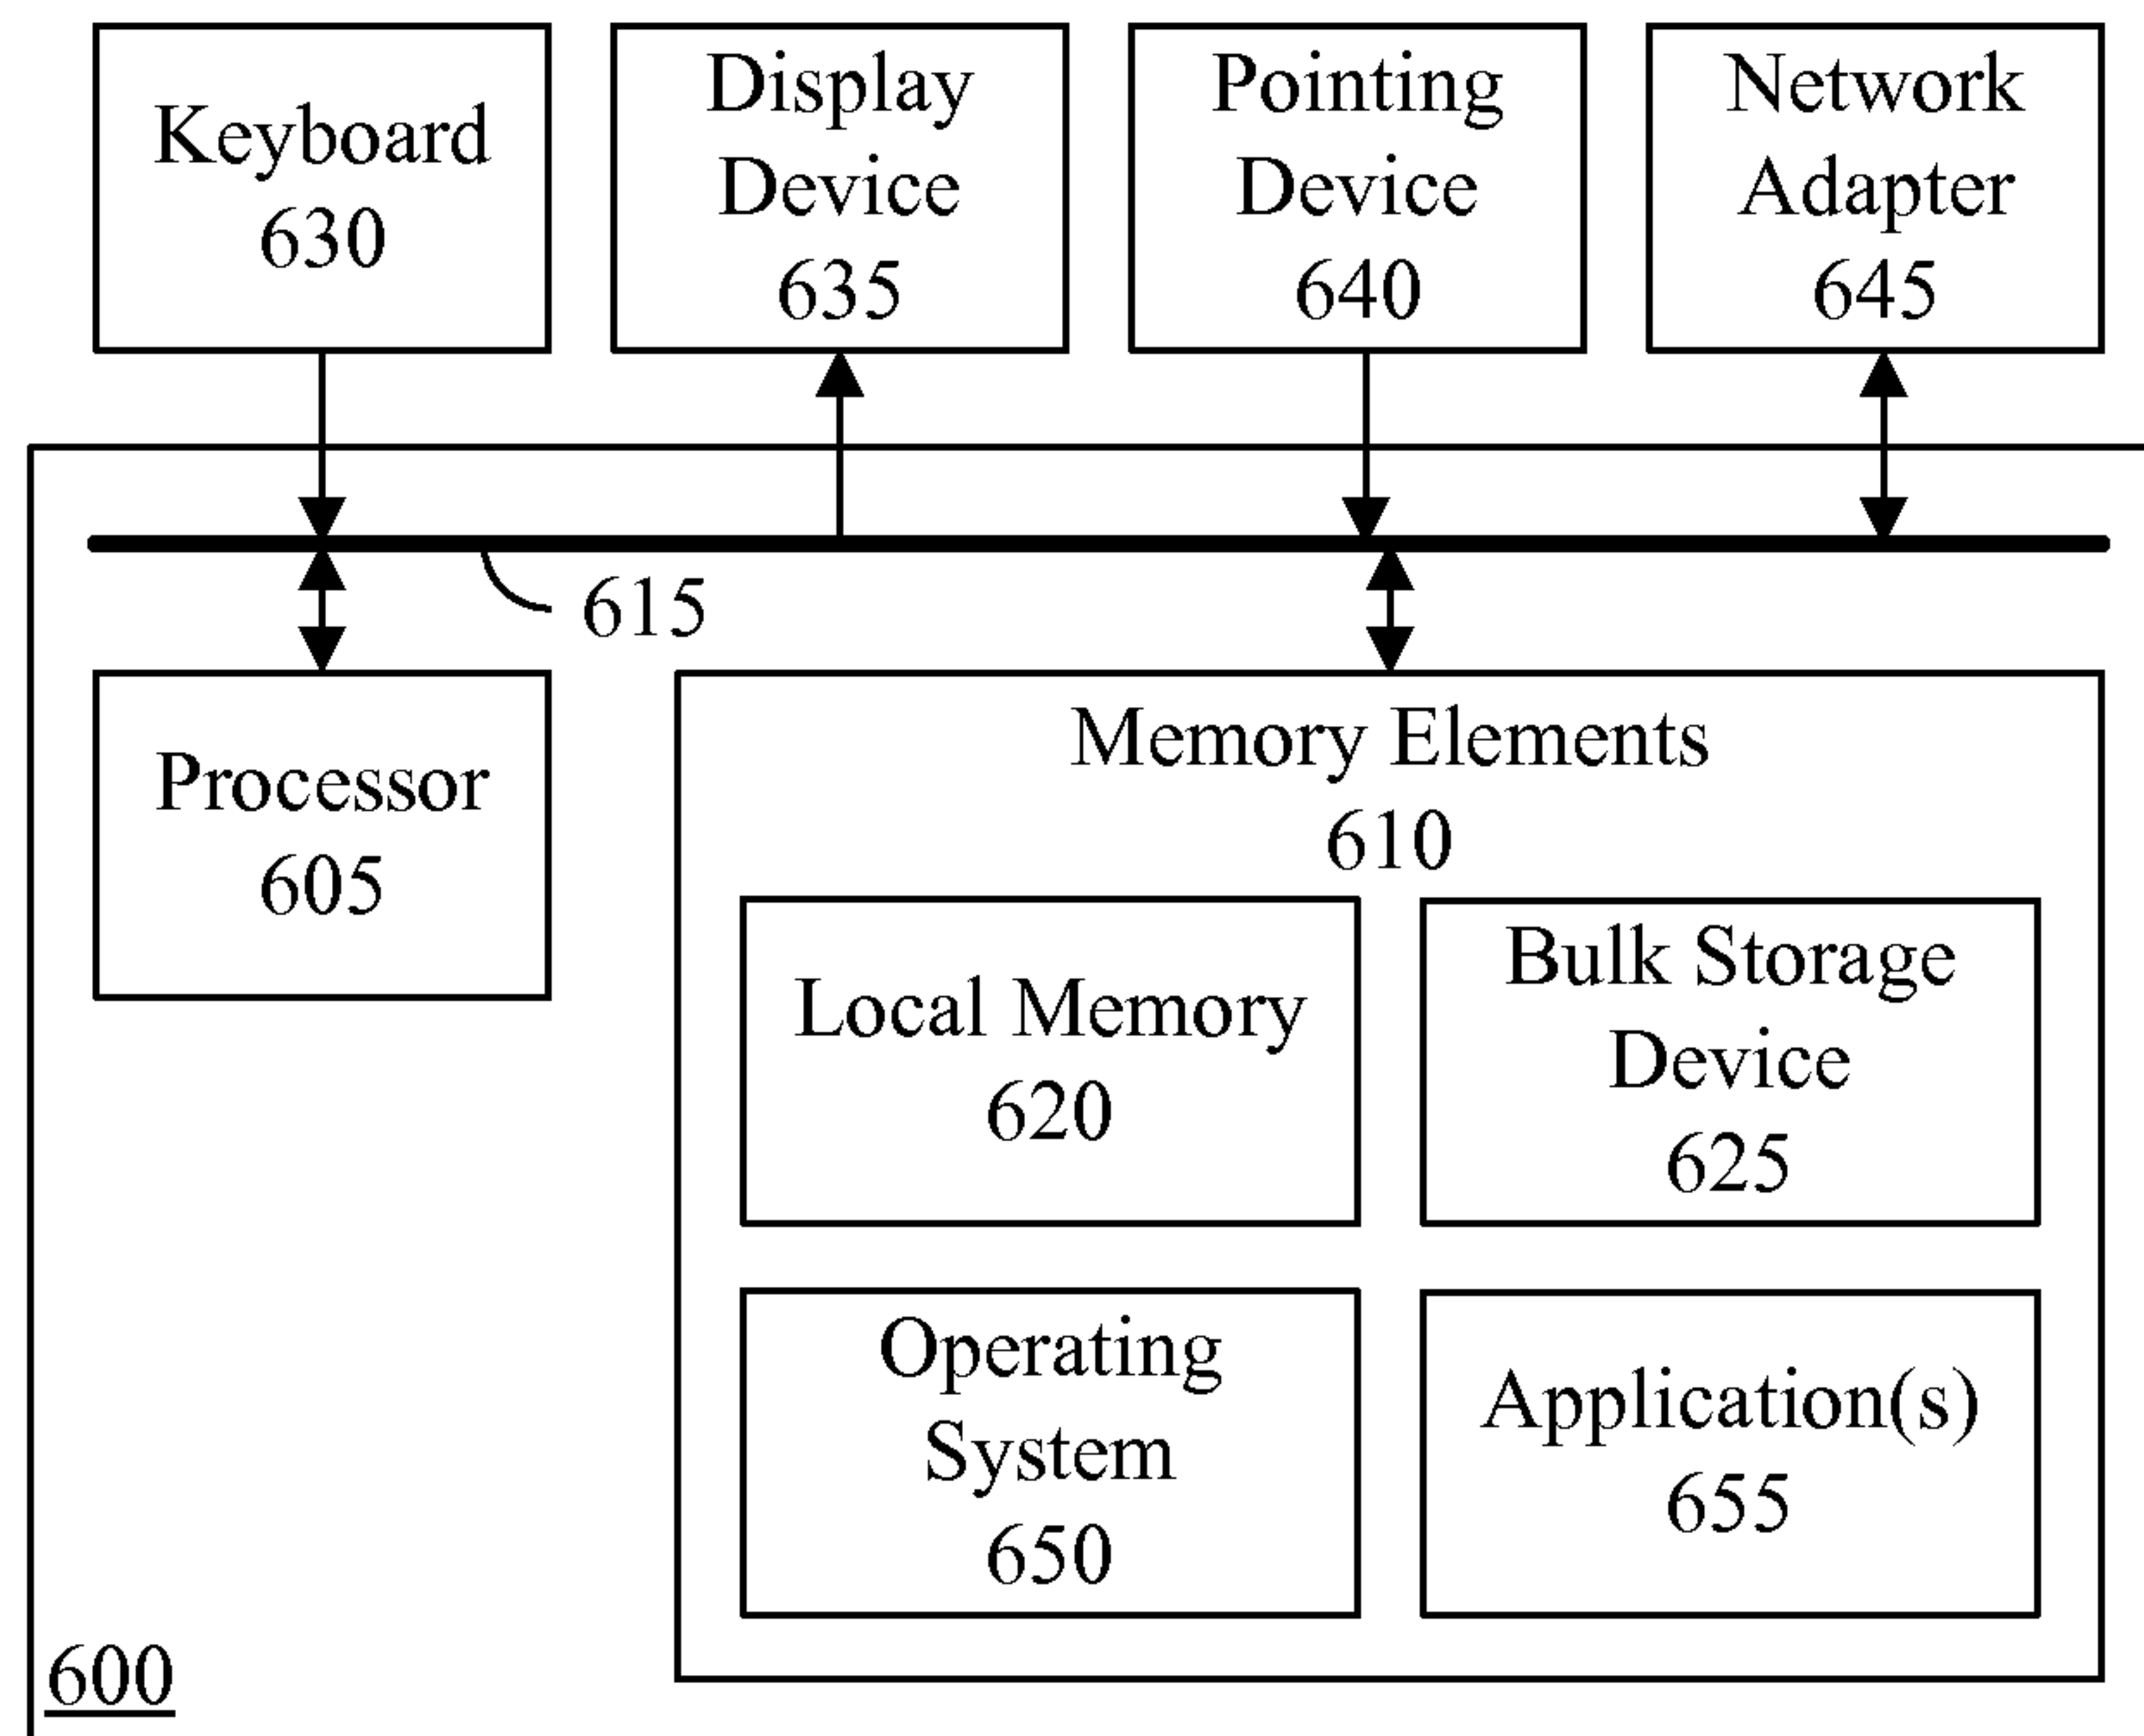 Keyboard
630
Display
Device
635
Pointing
Device
640
Network
Adapter
645
615
Processor
605
Memory Elements
610
Local Memory
620
Bulk Storage
Device
625
Operating
System
650
Application(s)
655
600